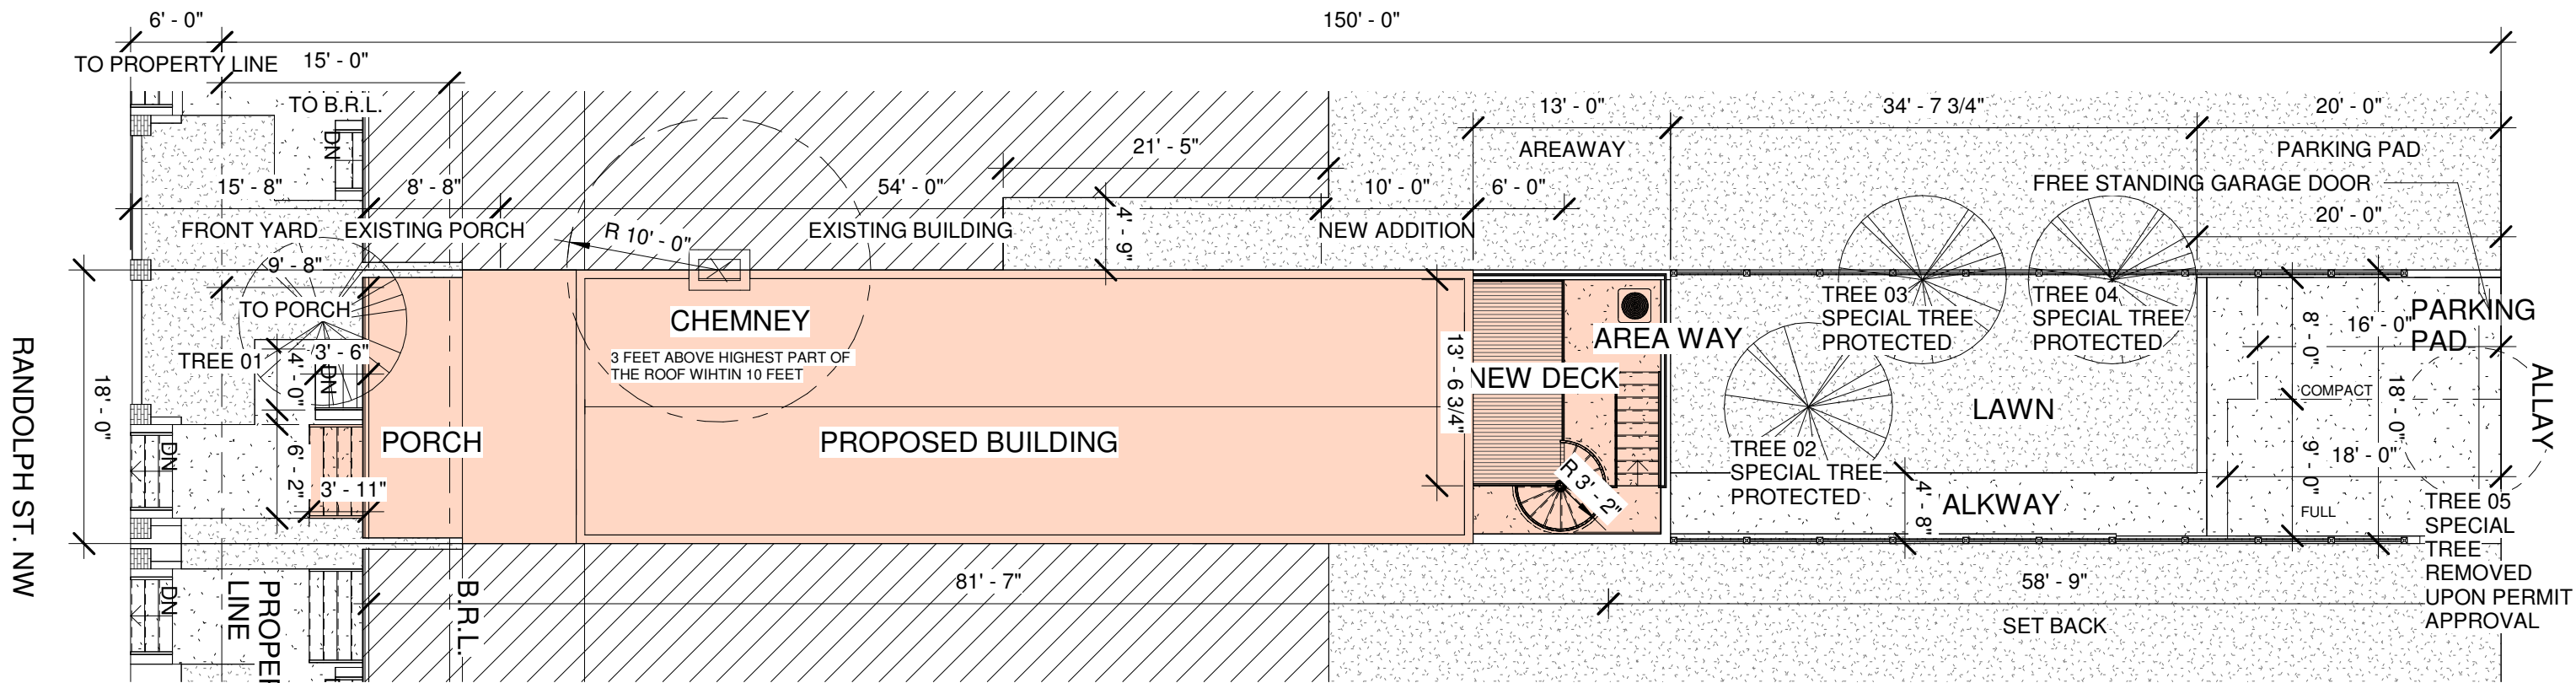 6' - 0"
150' - 0"
TO PROPERTY LINE
15' - 0"
TO B.R.L.
DN
13' - 0"
34' - 7 3/4"
20' - 0"
21' - 5"
AREAWAY
PARKING PAD
15' - 8"
8' - 8"
54' - 0"
10' - 0"
6' - 0"
FREE STANDING GARAGE DOOR
20' - 0"
4' - 9"
FRONT YARD
EXISTING PORCH
R 10' - 0"
EXISTING BUILDING
NEW ADDITION
9' - 8"
TO PORCH
TREE 01
3' - 6"
4' - 0"
DN
CHEMNEY
3 FEET ABOVE HIGHEST PART OF
THE ROOF WIHTIN 10 FEET
13' - 6 3/4"
AREA WAY
NEW DECK
TREE 03
SPECIAL TREE
PROTECTED
TREE 04
SPECIAL TREE
PROTECTED
8' - 0"
16' - 0"
PARKING
PAD
RANDOLPH ST. NW
18' - 0"
COMPACT
18' - 0"
ALLAY
LAWN
PORCH
PROPOSED BUILDING
DN
6' - 2"
3' - 11"
R 3' - 2"
TREE 02
SPECIAL TREE
PROTECTED
9' - 0"
18' - 0"
4' - 8"
ALKWAY
FULL
TREE 05
SPECIAL
TREE
REMOVED
UPON PERMIT
APPROVAL
DN
PROPER
LINE
B.R.L.
81' - 7"
58' - 9"
SET BACK